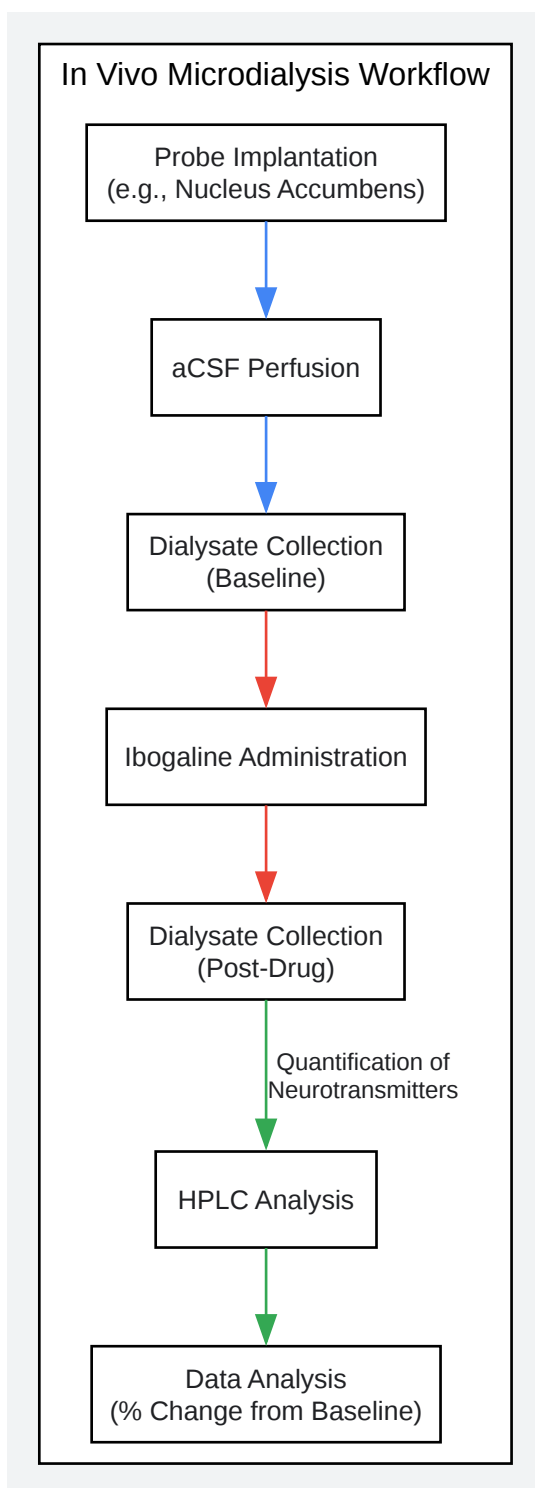 In Vivo Microdialysis Workflow
Probe Implantation
(e.g., Nucleus Accumbens)
aCSF Perfusion
Dialysate Collection
(Baseline)
Ibogaline Administration
Dialysate Collection
(Post-Drug)
Quantification of
Neurotransmitters
HPLC Analysis
Data Analysis
(% Change from Baseline)